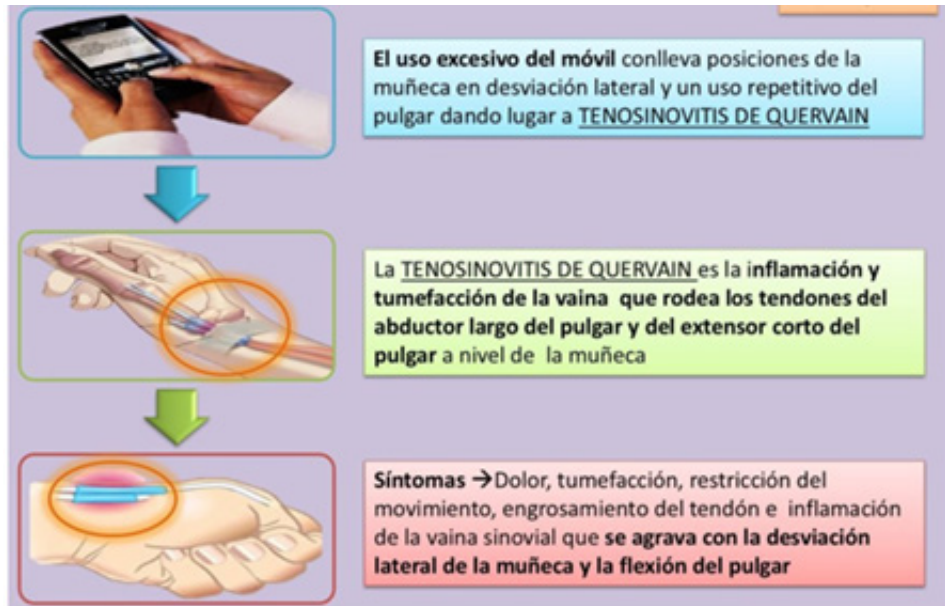 El uso excesivo del móvil conlleva posiciones de la
muñeca en desviación lateral y un uso repetitivo del
pulgar dando lugar a TENOSINOVITIS DE QUERVAIN
La TENOSINOVITIS DE QUERVAIN es la inflamación y
tumefacción de la vaina que rodea los tendones del
abductor largo del pulgar y del extensor corto del
pulgar a nivel de la muñeca
Síntomas →Dolor, tumefacción, restricción del
movimiento, engrosamiento del tendón e inflamación
de la vaina sinovial que se agrava con la desviación
lateral de la muñeca y la flexión del pulgar